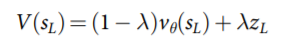 V(s_L) = (1 − λ)v_θ(s_L) + λz_L